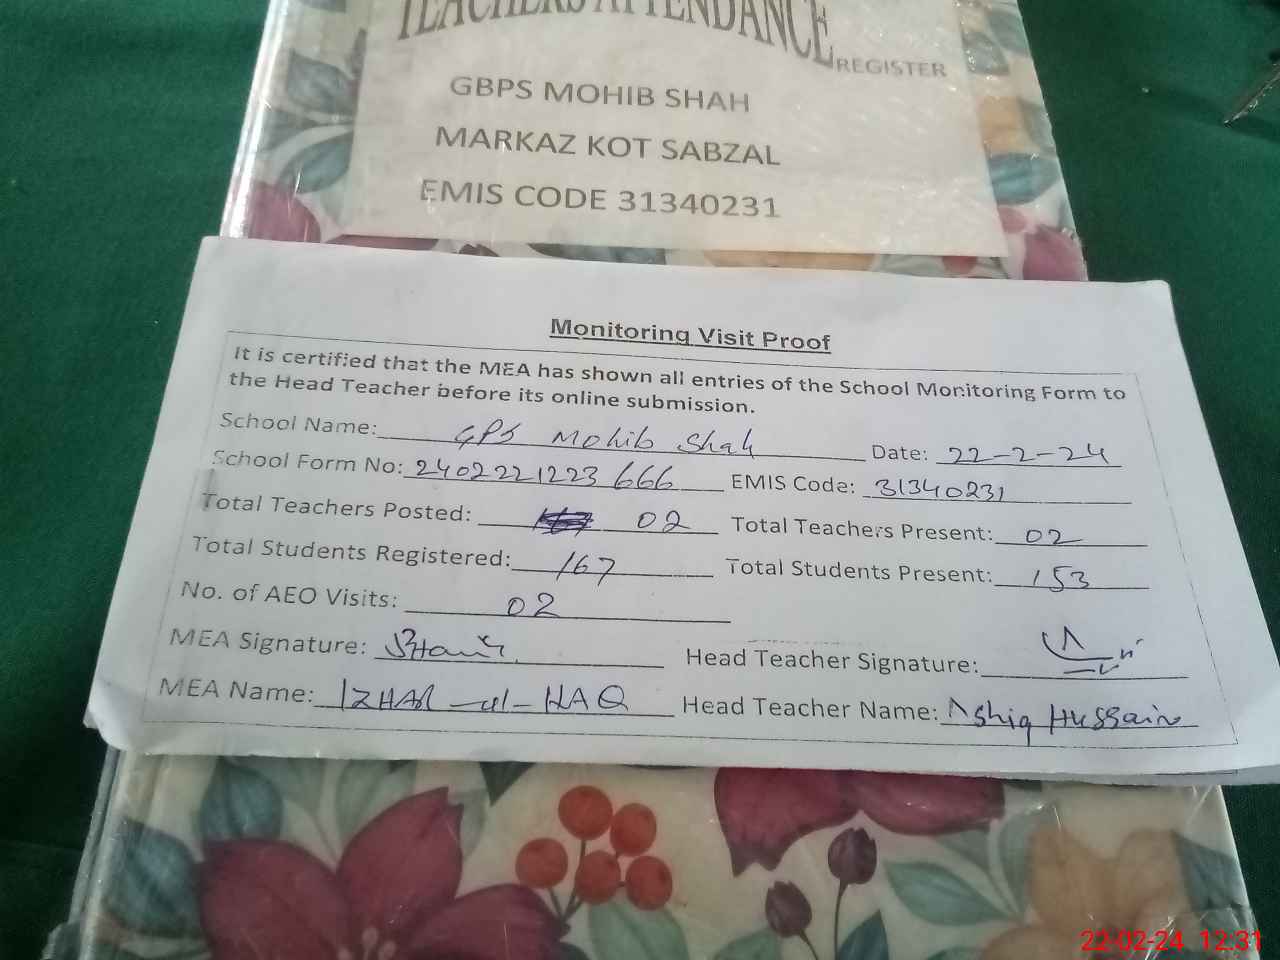 TEACHERS ATTENDANCE REGISTER
GBPS MOHIB SHAH
MARKAZ KOT SABZAL
EMIS CODE 31340231
Monitoring Visit Proof
It is certified that the MEA has shown all entries of the School Monitoring Form to
the Head Teacher before its online submission.
School Name: GPS Mohib Shah Date: 22-2-24
School Form No: 2402221223666 EMIS Code: 31340231
Total Teachers Posted: 02 Total Teachers Present: 02
Total Students Registered: 167 Total Students Present: 153
No. of AEO Visits: 02
MEA Signature: Head Teacher Signature:
MEA Name: IZHAR-ul-HAQ Head Teacher Name: Ashiq Hussain
22-02-24 12:31